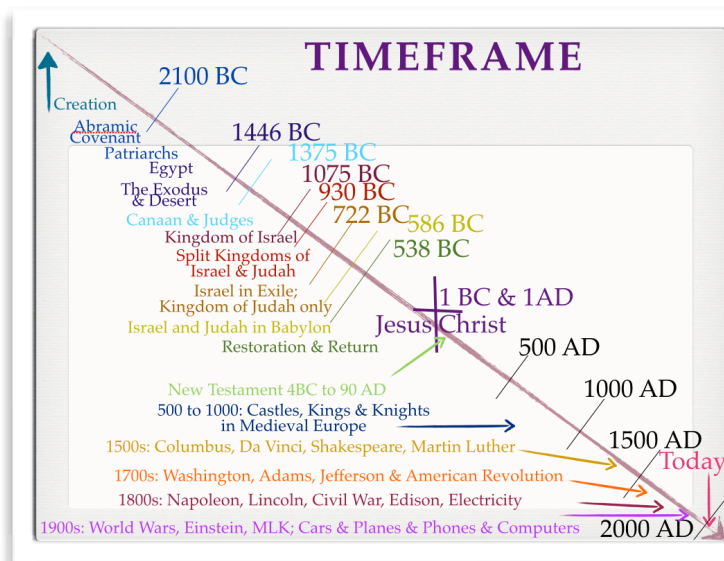 TIMEFRAME
2100 BC
Creation
Abramic
Covenant
Patriarchs
1446 BC
Egypt
1375 BC
The Exodus
& Desert
1075 BC
930 BC
Canaan & Judges
722 BC
586 BC
Kingdom of Israel
538 BC
Split Kingdoms of
Israel & Judah
Israel in Exile;
Kingdom of Judah only
1 BC & 1AD
Israel and Judah in Babylon
Jesus Christ
Restoration & Return
500 AD
New Testament 4BC to 90 AD
1000 AD
500 to 1000: Castles, Kings & Knights
in Medieval Europe
1500 AD
1500s: Columbus, Da Vinci, Shakespeare, Martin Luther
Today
1700s: Washington, Adams, Jefferson & American Revolution
1800s: Napoleon, Lincoln, Civil War, Edison, Electricity
1900s: World Wars, Einstein, MLK; Cars & Planes & Phones & Computers
2000 AD